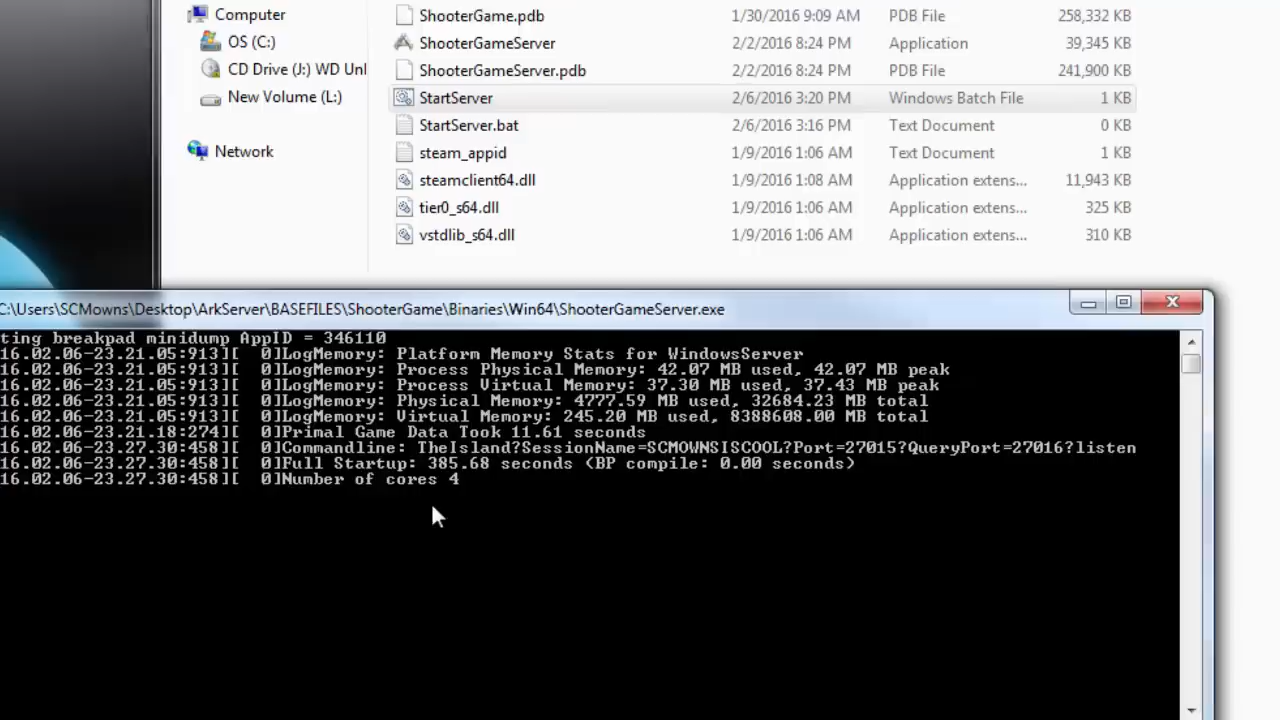 Computer
OS (C:)
CD Drive (J:) WD Unl
New Volume (L:)
Network
ShooterGame.pdb 1/30/2016 9:09 AM PDB File 258,332 KB
ShooterGameServer 2/2/2016 8:24 PM Application 39,345 KB
ShooterGameServer.pdb 2/2/2016 8:24 PM PDB File 241,900 KB
StartServer 2/6/2016 3:20 PM Windows Batch File 1 KB
StartServer.bat 2/6/2016 3:16 PM Text Document 0 KB
steam_appid 1/9/2016 1:06 AM Text Document 1 KB
steamclient64.dll 1/9/2016 1:08 AM Application extens... 11,943 KB
tier0_s64.dll 1/9/2016 1:06 AM Application extens... 325 KB
vstdlib_s64.dll 1/9/2016 1:06 AM Application extens... 310 KB
C:\Users\SCMowns\Desktop\ArkServer\BASEFILES\ShooterGame\Binaries\Win64\ShooterGameServer.exe
ting breakpad minidump AppID = 346110
16.02.06-23.21.05:913][  0]LogMemory: Platform Memory Stats for WindowsServer
16.02.06-23.21.05:913][  0]LogMemory: Process Physical Memory: 42.07 MB used, 42.07 MB peak
16.02.06-23.21.05:913][  0]LogMemory: Process Virtual Memory: 37.30 MB used, 37.43 MB peak
16.02.06-23.21.05:913][  0]LogMemory: Physical Memory: 4777.59 MB used, 32684.23 MB total
16.02.06-23.21.05:913][  0]LogMemory: Virtual Memory: 245.20 MB used, 8388608.00 MB total
16.02.06-23.21.18:274][  0]Primal Game Data Took 11.61 seconds
16.02.06-23.27.30:458][  0]Commandline: TheIsland?SessionName=SCMOWNSISCOOL?Port=27015?QueryPort=27016?listen
16.02.06-23.27.30:458][  0]Full Startup: 385.68 seconds (BP compile: 0.00 seconds)
16.02.06-23.27.30:458][  0]Number of cores 4